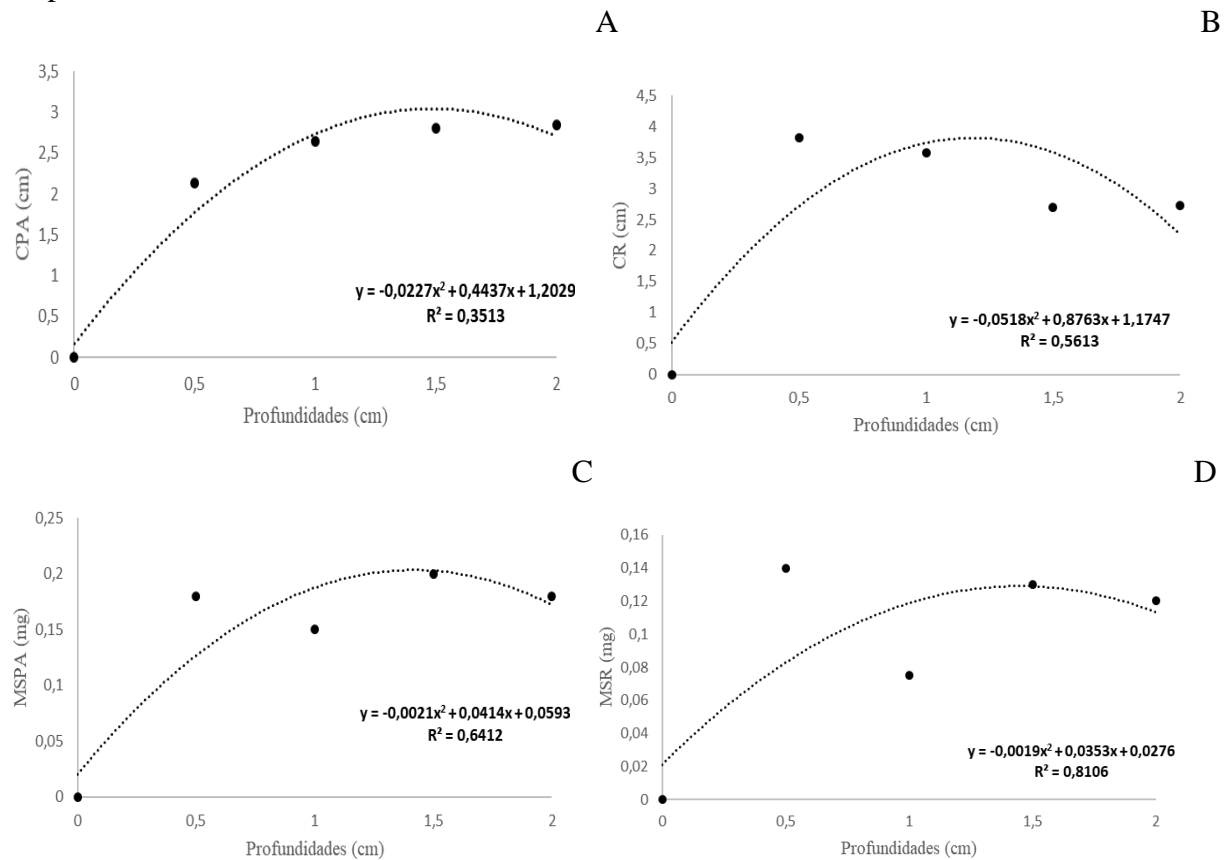 A
CPA (cm)
3,5
3
2,5
2
1,5
1
0,5
0
y = -0,0227x² + 0,4437x + 1,2029
R² = 0,3513
0
0,5
1
1,5
2
Profundidades (cm)
B
CR (cm)
4,5
4
3,5
3
2,5
2
1,5
1
0,5
0
y = -0,0518x² + 0,8763x + 1,1747
R² = 0,5613
0
0,5
1
1,5
2
Profundidades (cm)
C
MSPA (mg)
0,25
0,2
0,15
0,1
0,05
0
y = -0,0021x² + 0,0414x + 0,0593
R² = 0,6412
0
0,5
1
1,5
2
Profundidades (cm)
D
MSR (mg)
0,16
0,14
0,12
0,1
0,08
0,06
0,04
0,02
0
y = -0,0019x² + 0,0353x + 0,0276
R² = 0,8106
0
0,5
1
1,5
2
Profundidades (cm)